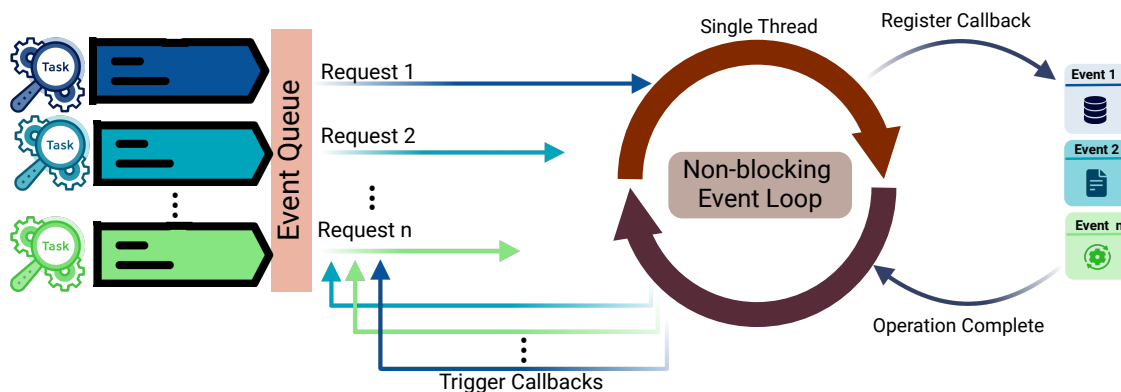 Single Thread
Register Callback
Task
Request 1
Event 1
Task
Request 2
Event 2
Event Queue
Non-blocking
Event Loop
Task
Request n
Event n
Operation Complete
Trigger Callbacks